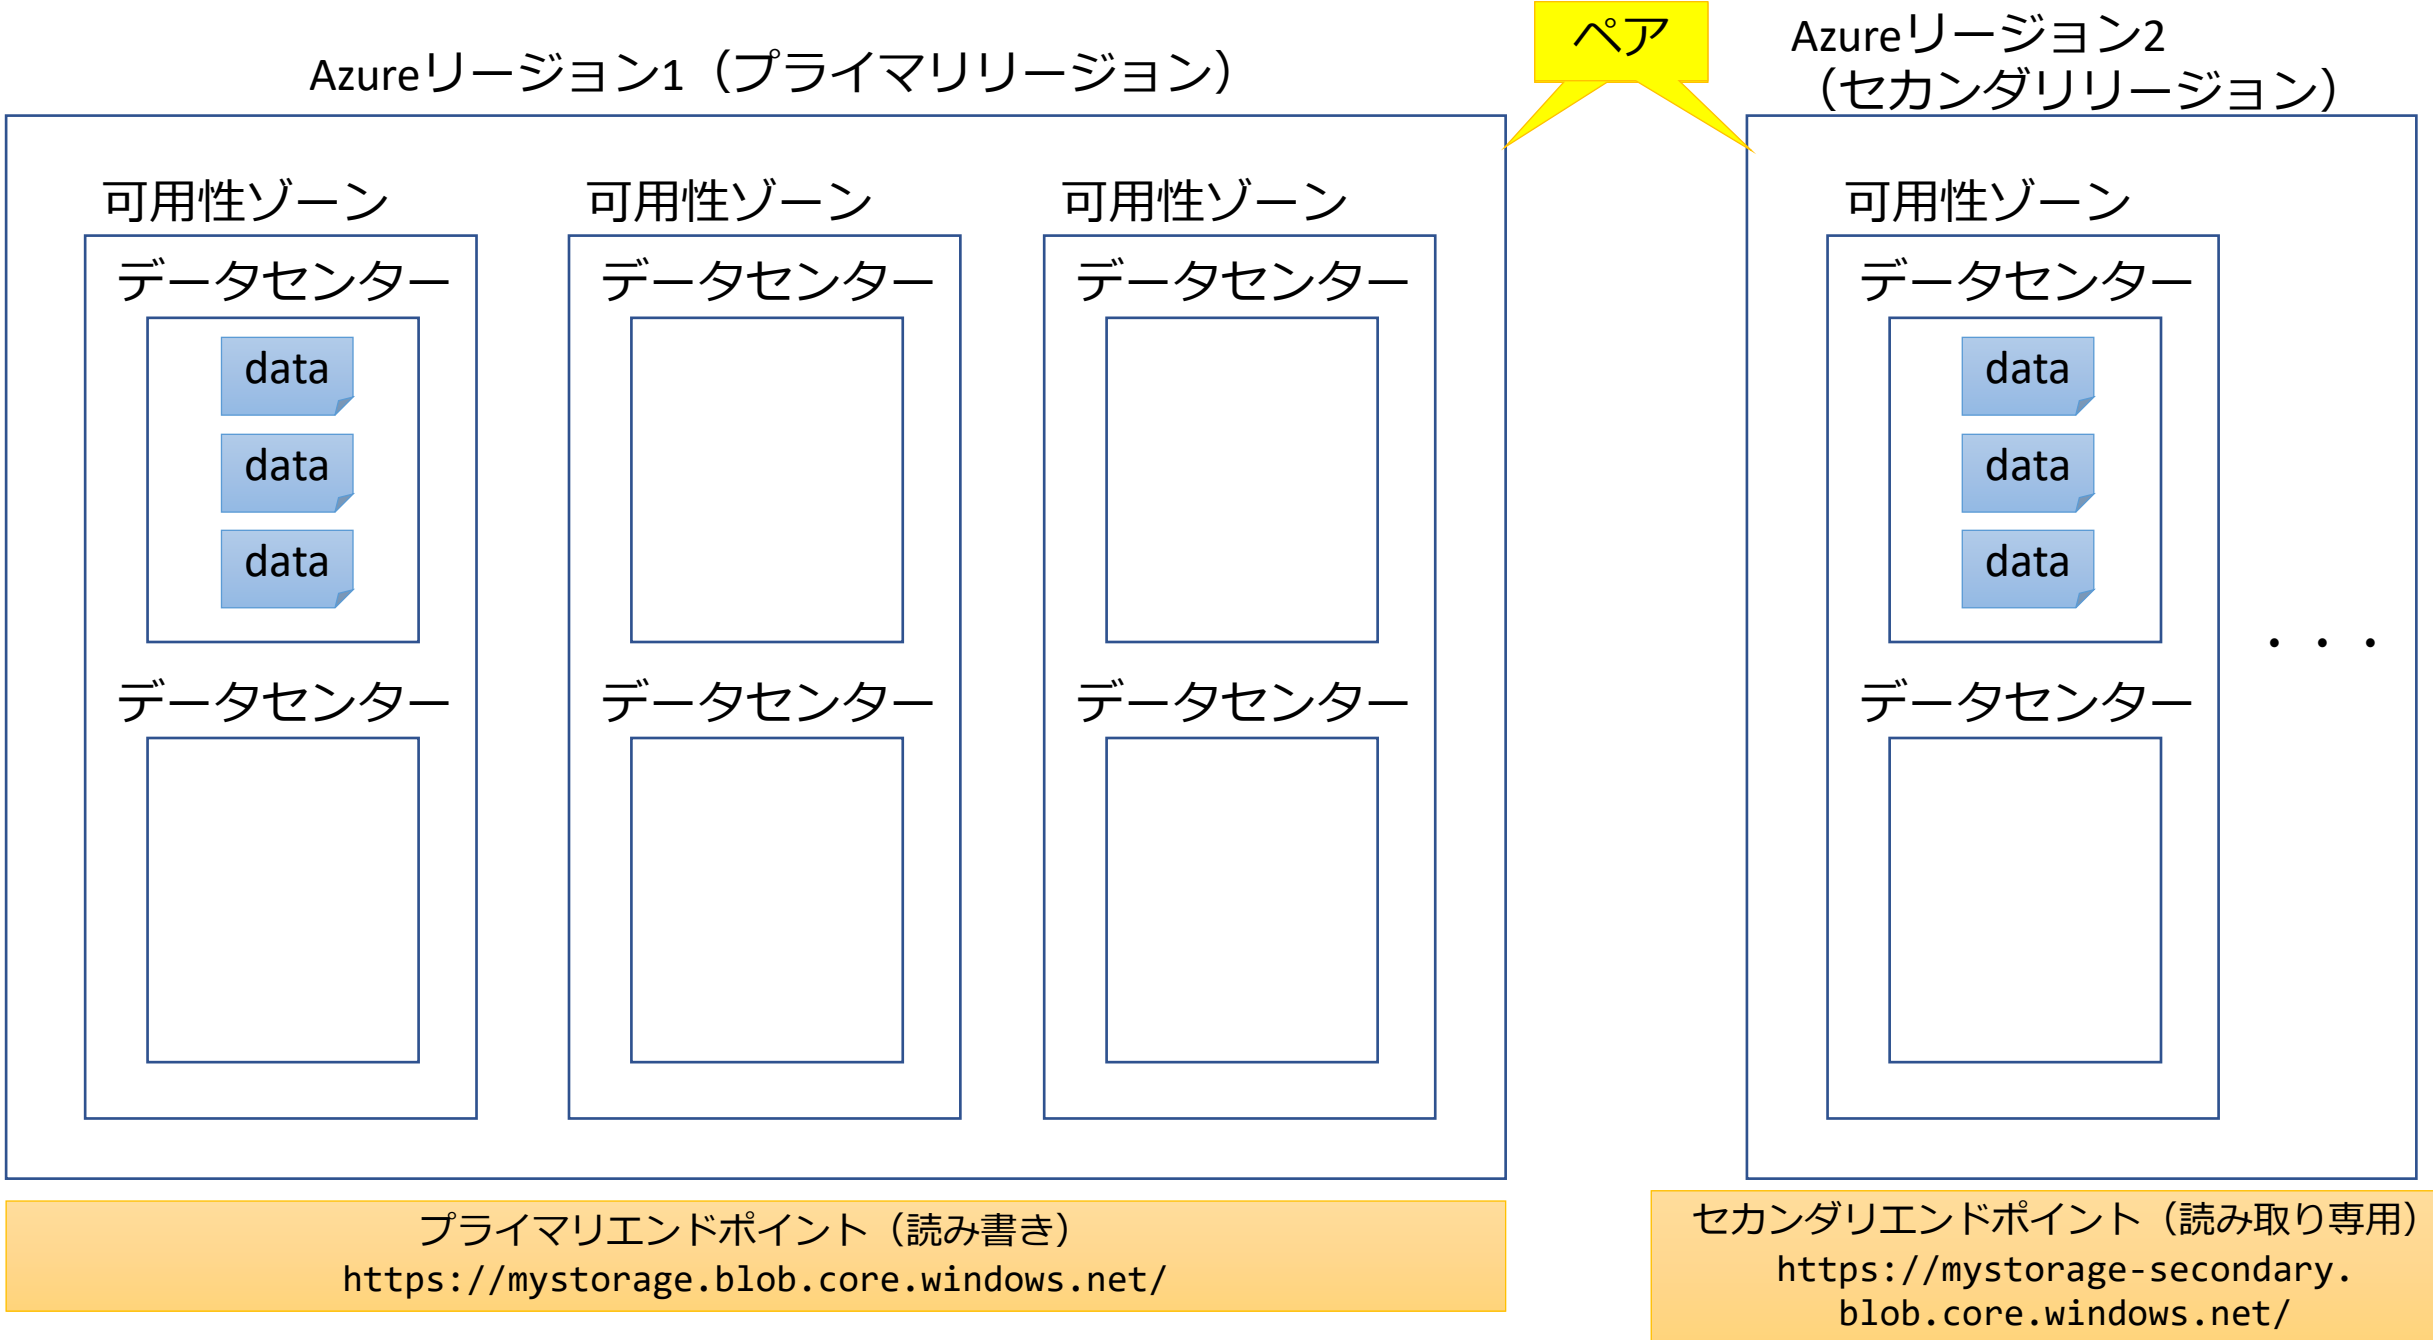 ペア
Azureリージョン1（プライマリリージョン）
Azureリージョン2
（セカンダリリージョン）
可用性ゾーン
可用性ゾーン
可用性ゾーン
可用性ゾーン
データセンター
データセンター
データセンター
データセンター
data
data
data
data
data
data
・・・
データセンター
データセンター
データセンター
データセンター
プライマリエンドポイント（読み書き）
https://mystorage.blob.core.windows.net/
セカンダリエンドポイント（読み取り専用）
https://mystorage-secondary.
blob.core.windows.net/